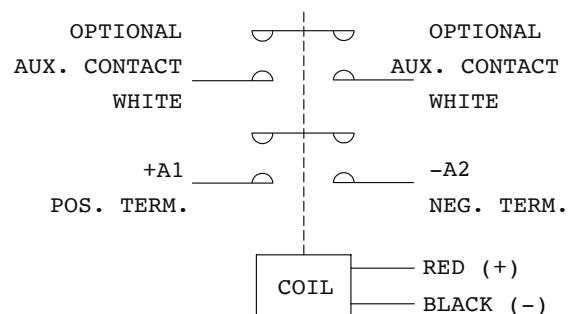 OPTIONAL
AUX. CONTACT
WHITE
OPTIONAL
AUX. CONTACT
WHITE
+A1
POS. TERM.
-A2
NEG. TERM.
COIL
RED (+)
BLACK (-)